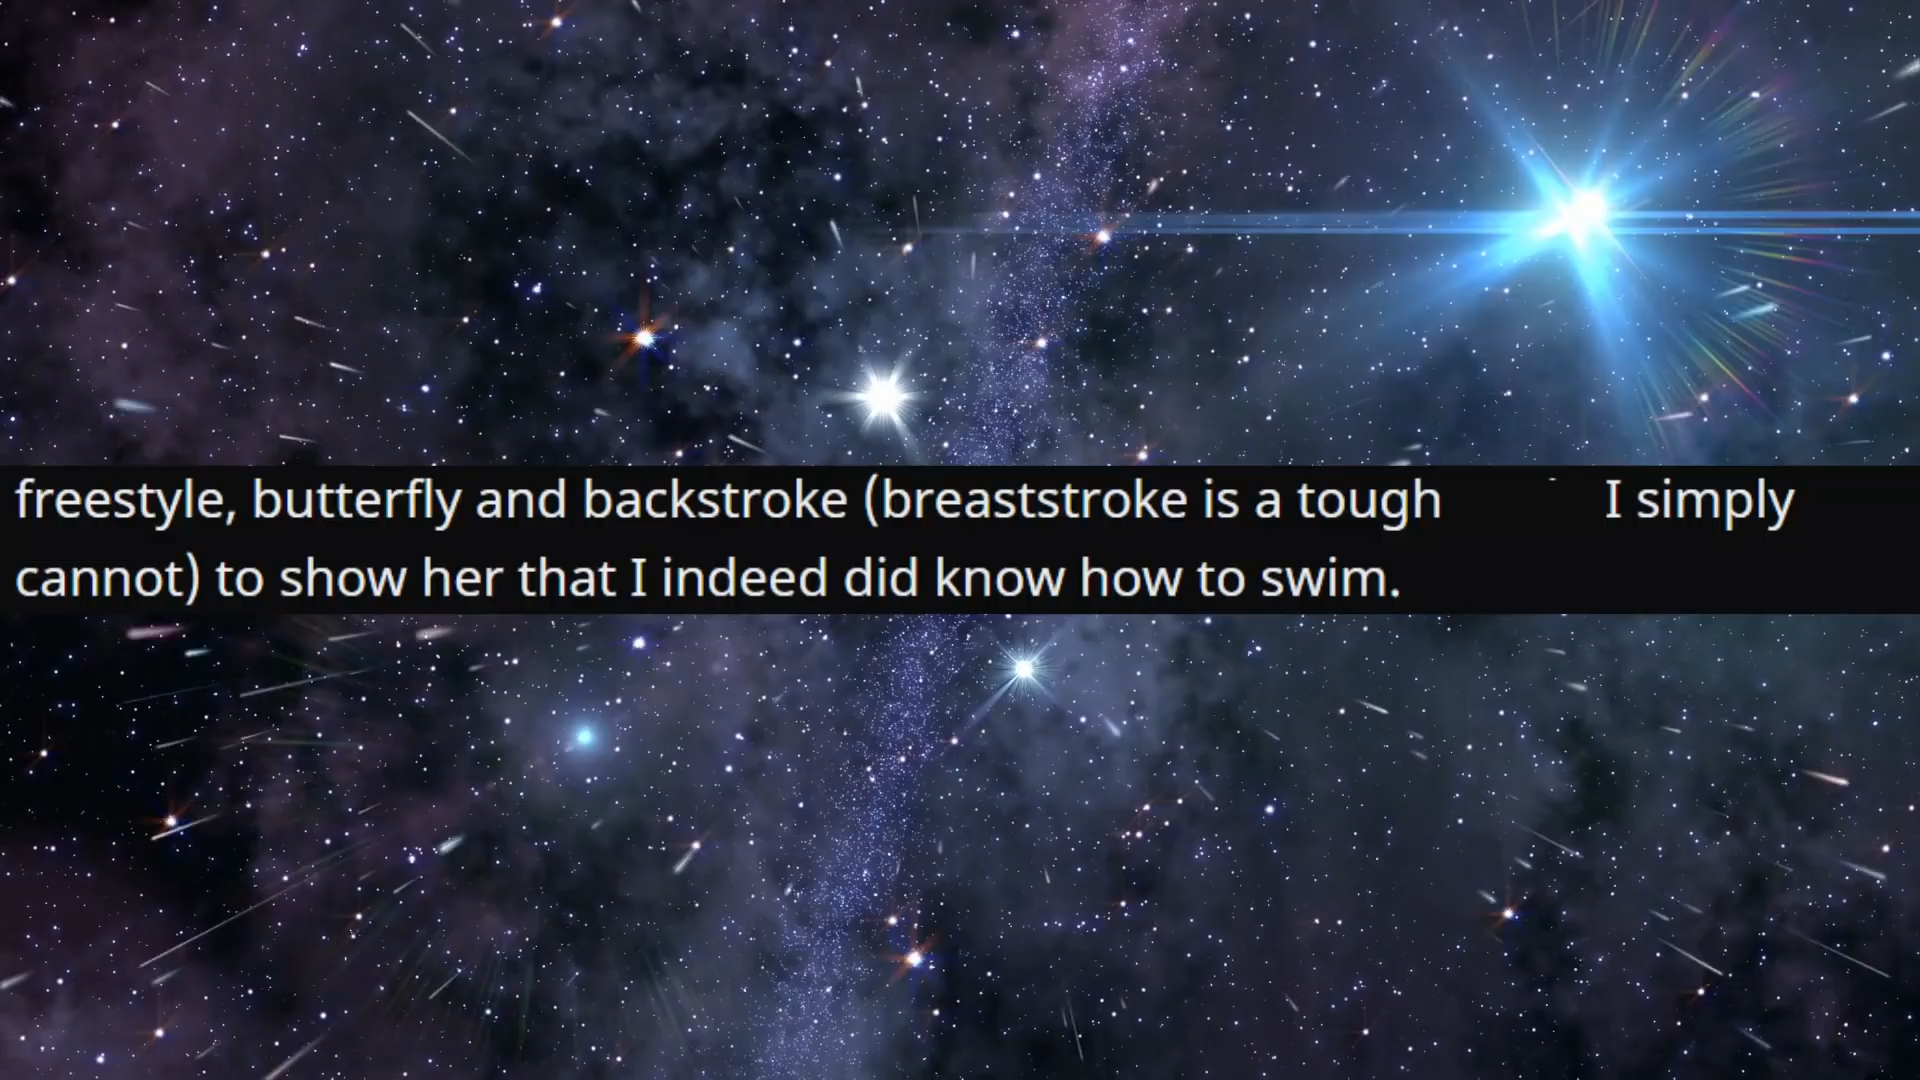 freestyle, butterfly and backstroke (breaststroke is a tough I simply
cannot) to show her that I indeed did know how to swim.